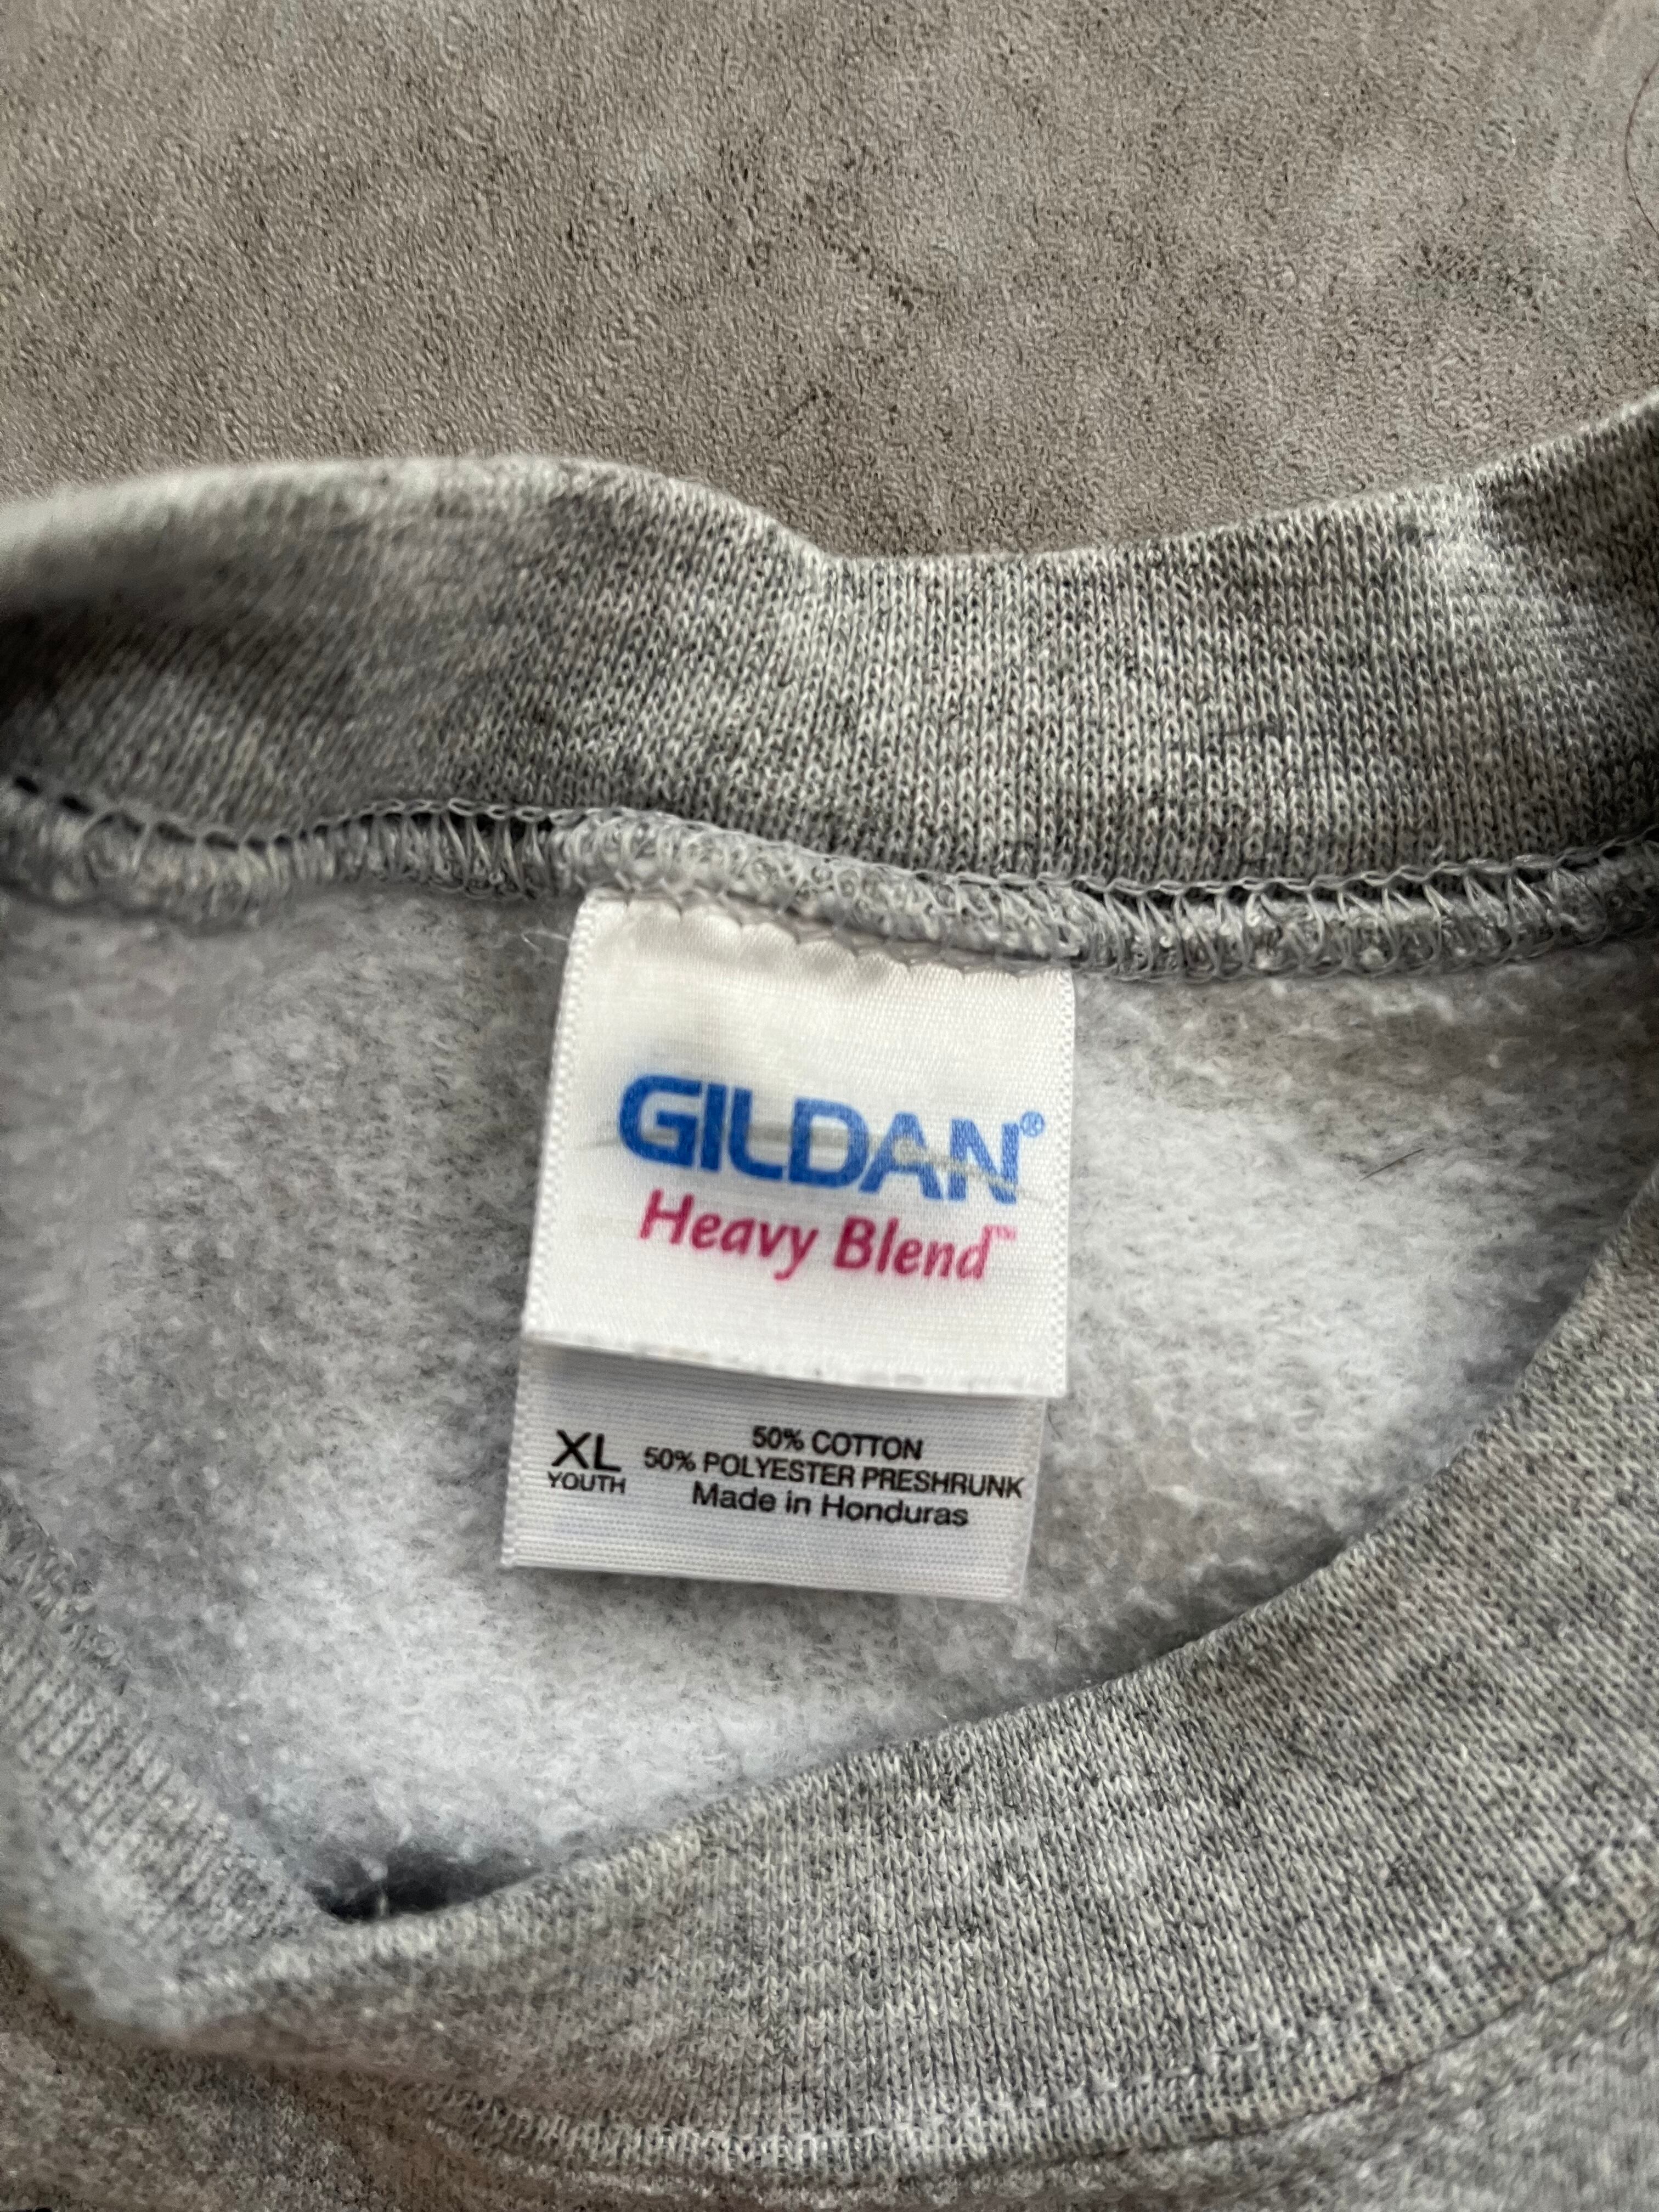 GILDAN®
Heavy Blend™
XL
YOUTH
50% COTTON
50% POLYESTER PRESHRUNK
Made in Honduras